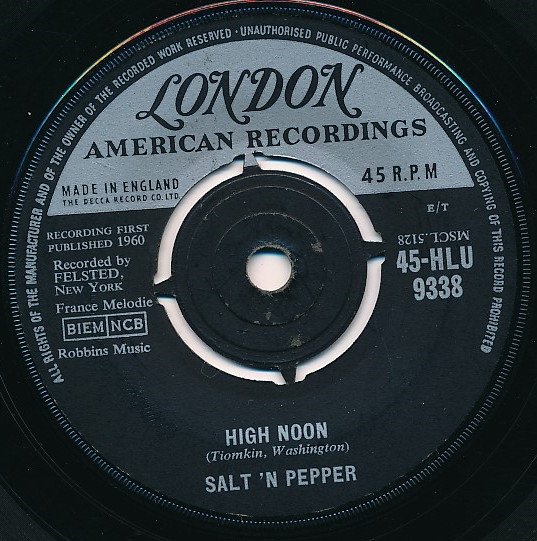 ALL RIGHTS OF THE MANUFACTURER AND OF THE OWNER OF THE RECORDED WORK RESERVED · UNAUTHORISED PUBLIC PERFORMANCE BROADCASTING AND COPYING OF THIS RECORD PROHIBITED
LONDON
AMERICAN RECORDINGS
MADE IN ENGLAND
THE DECCA RECORD CO. LTD.
45 R.P.M
E/T
RECORDING FIRST
PUBLISHED 1960
Recorded by
FELSTED,
New York
France Melodie
BIEM NCB
Robbins Music
MSCL.5128
45-HLU
9338
HIGH NOON
(Tiomkin, Washington)
SALT 'N PEPPER